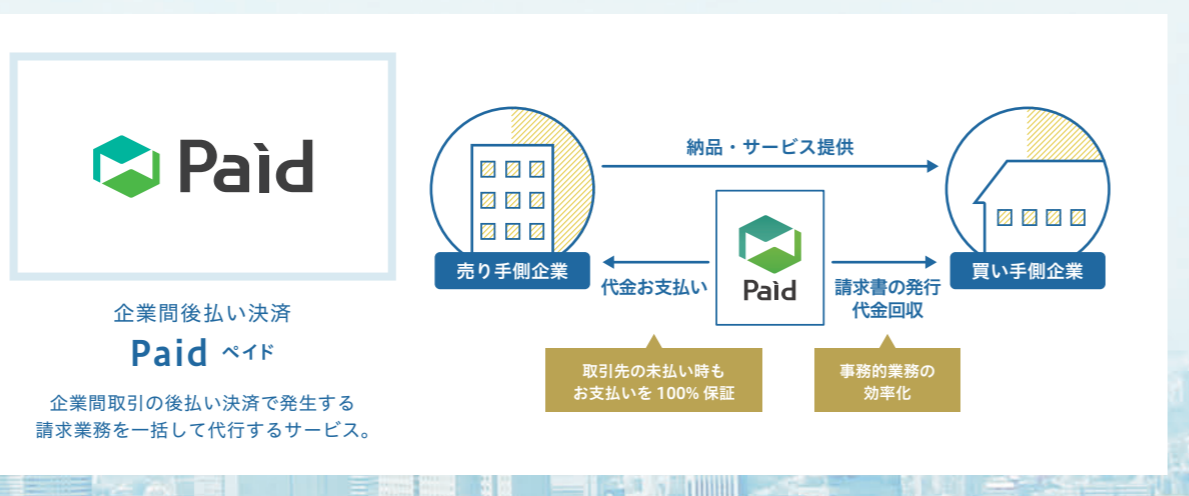 Paid
企業間後払い決済
Paid ペイド
企業間取引の後払い決済で発生する
請求業務を一括して代行するサービス。
納品・サービス提供
売り手側企業
代金お支払い
Paid
請求書の発行
代金回収
買い手側企業
取引先の未払い時も
お支払いを 100% 保証
事務的業務の
効率化